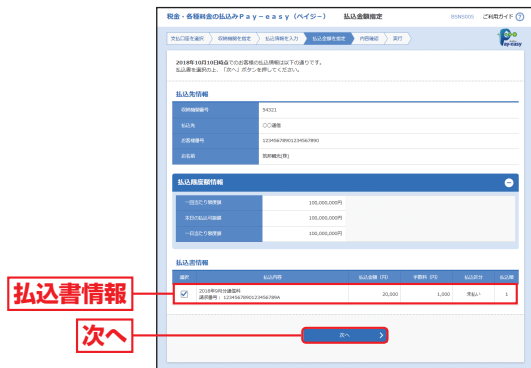 税金・各種料金の払込みPay－easy（ペイジー） 払込金額指定 BSMS005 ご利用ガイド ?
支払口座を選択 収納機関を指定 払込情報を入力 払込金額を指定 内容確認 実行
Pay-easy
2018年10月10日時点でのお客様の払込情報は以下の通りです。
払込書を選択の上、「次へ」ボタンを押してください。
払込先情報
収納機関番号 54321
払込先 〇〇通信
お客様番号 12345678901234567890
お名前
払込限度額情報
一回当たり限度額 100,000,000円
本日の払込可能額 100,000,000円
一日当たり限度額 100,000,000円
払込書情報
選択 払込内容 払込金額 (円) 手数料 (円) 払込区分 払込順
2018年9月分通信料 20,000 1,000 未払い 1
請求番号： 1234567890123456789A
次へ
払込書情報
次へ